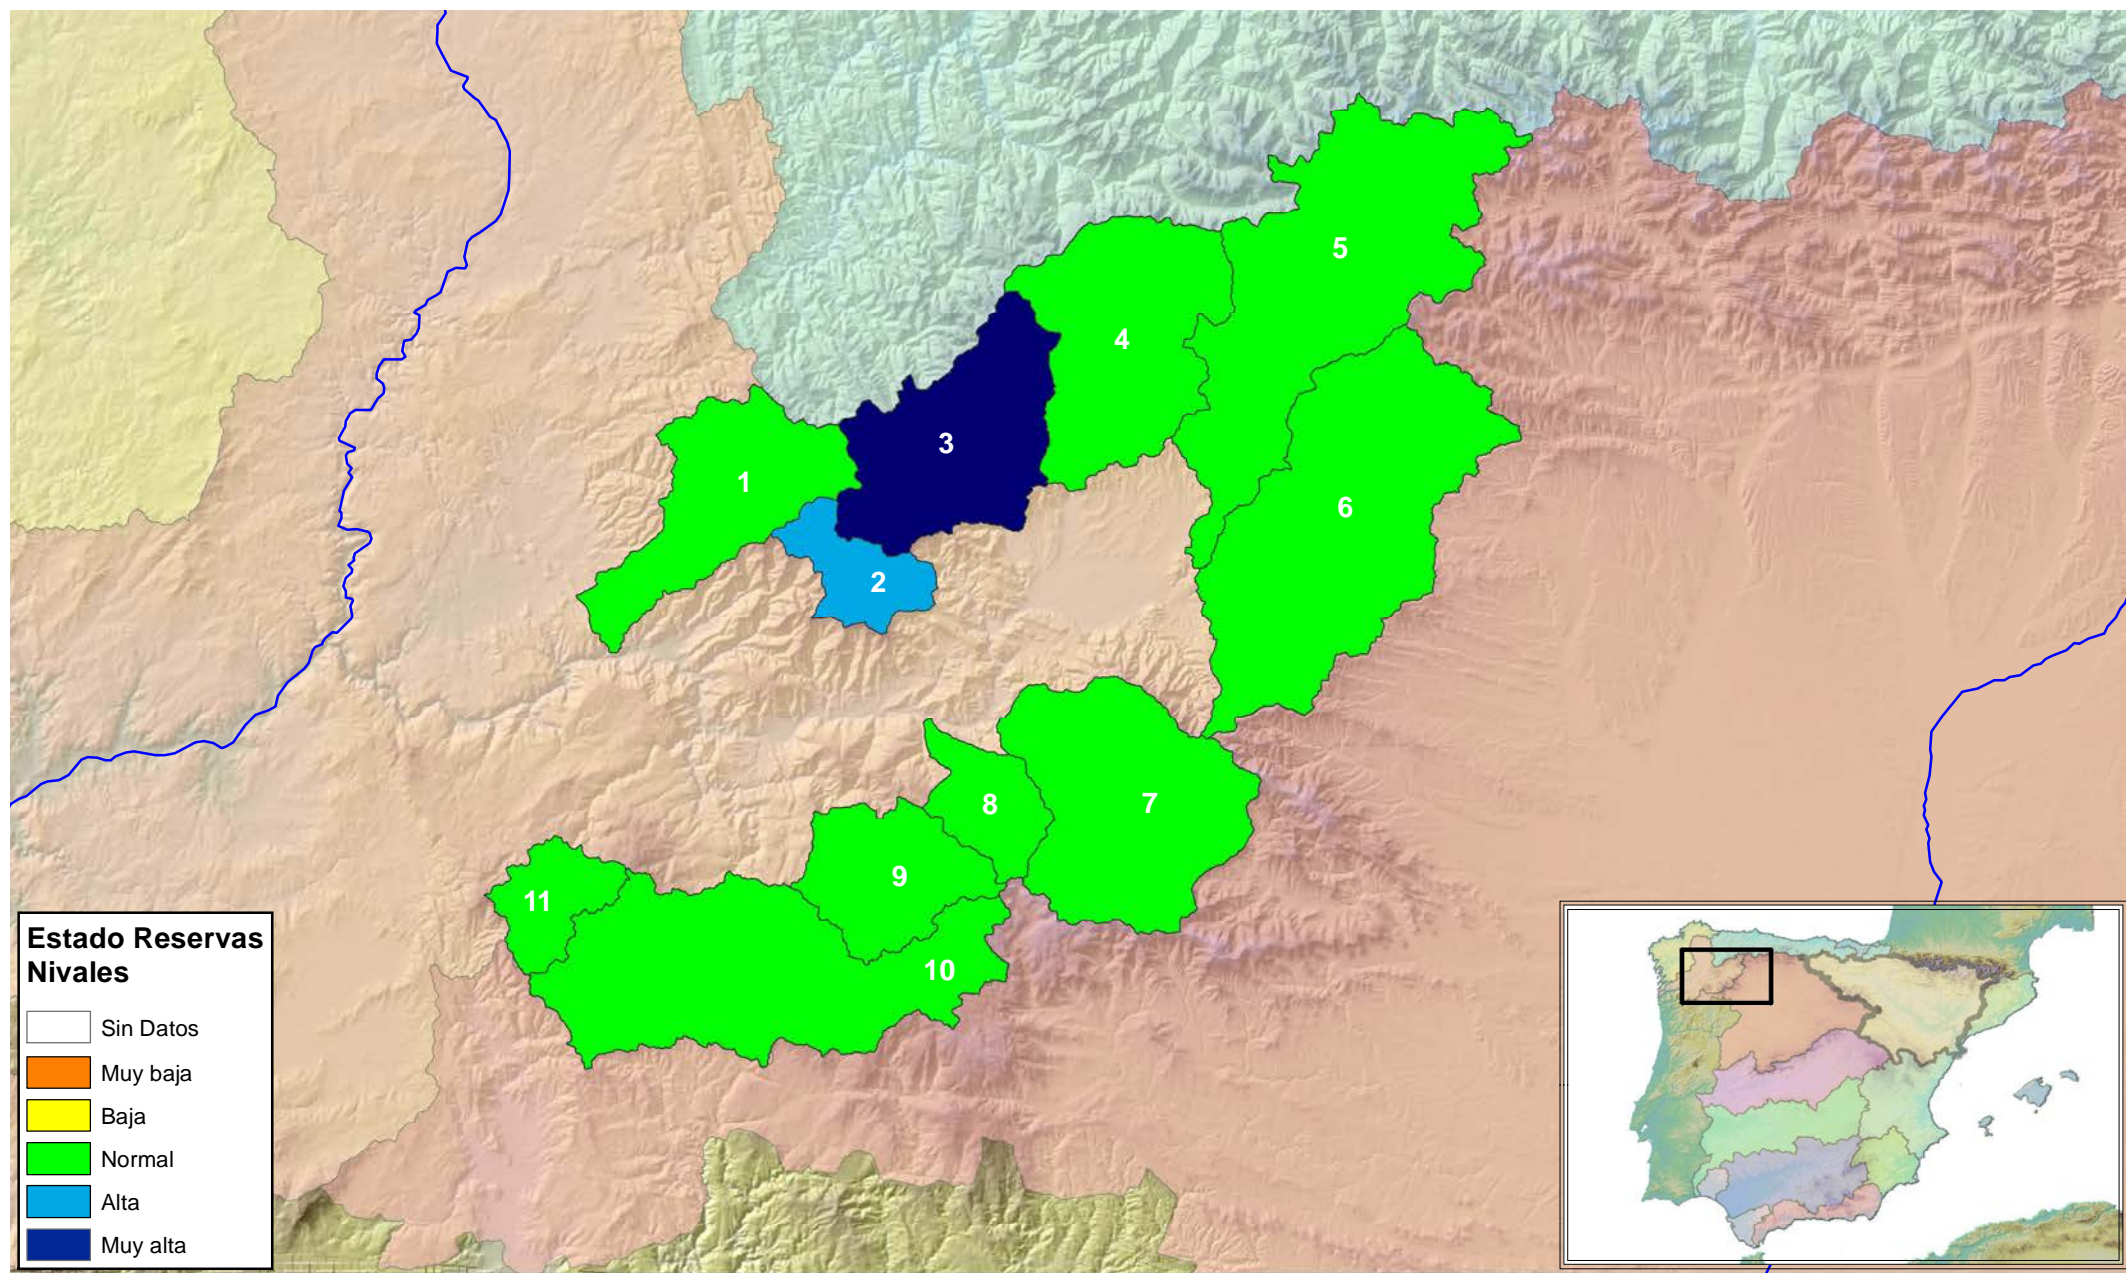 5
4
3
1
6
2
8
7
9
11
10
Estado Reservas
Nivales
Sin Datos
Muy baja
Baja
Normal
Alta
Muy alta